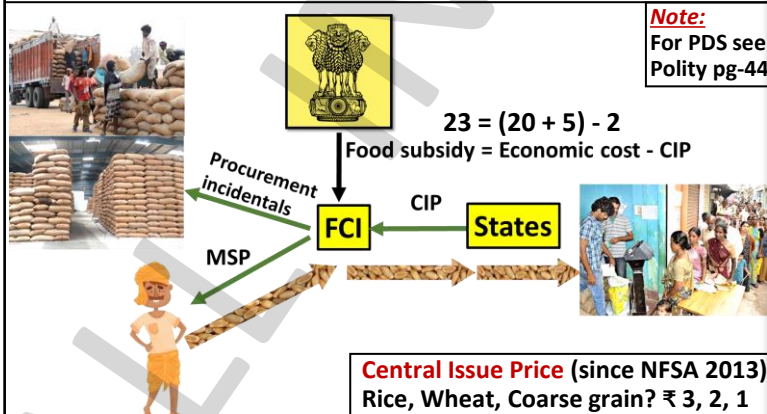 Note:
For PDS see
Polity pg-44
23 = (20 + 5) - 2
Food subsidy = Economic cost - CIP
Procurement
incidentals
FCI
CIP
States
MSP
Central Issue Price (since NFSA 2013)
Rice, Wheat, Coarse grain? ₹ 3, 2, 1